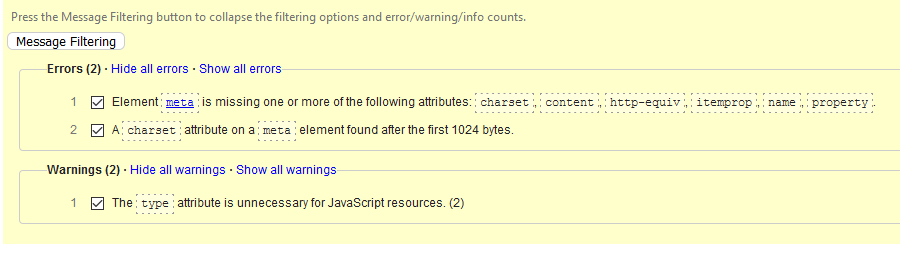 Press the Message Filtering button to collapse the filtering options and error/warning/info counts.
Message Filtering
Errors (2) · Hide all errors · Show all errors
1 Element meta is missing one or more of the following attributes: charset, content, http-equiv, itemprop, name, property.
2 A charset attribute on a meta element found after the first 1024 bytes.
Warnings (2) · Hide all warnings · Show all warnings
1 The type attribute is unnecessary for JavaScript resources. (2)